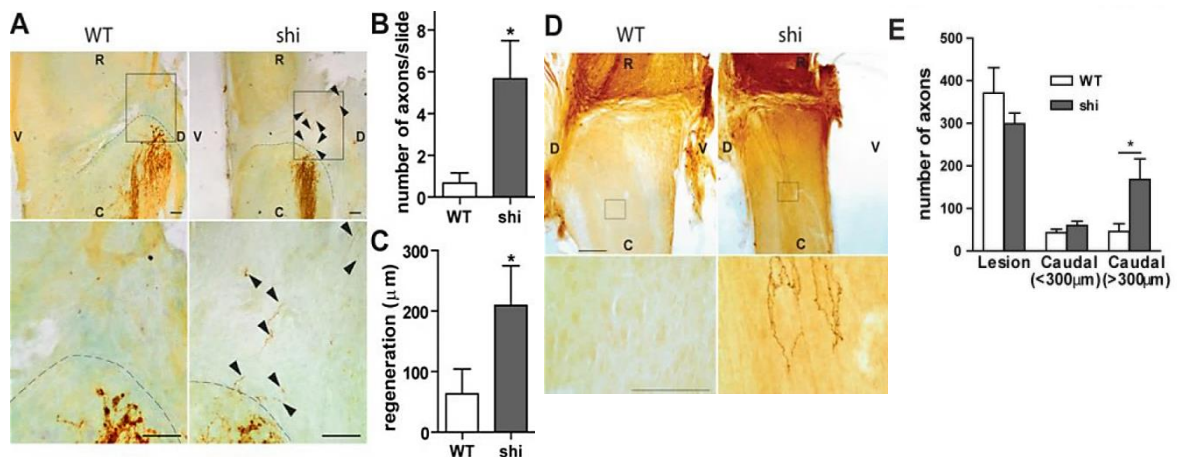 A
WT
shi
R
R
V
D
V
D
C
C
B
number of axons/slide
8
6
4
2
0
*
WT
shi
C
regeneration (μm)
300
200
100
0
*
WT
shi
D
WT
shi
R
R
D
V
D
V
C
C
E
number of axons
500
400
300
200
100
0
WT
shi
*
Lesion
Caudal
(<300μm)
Caudal
(>300μm)